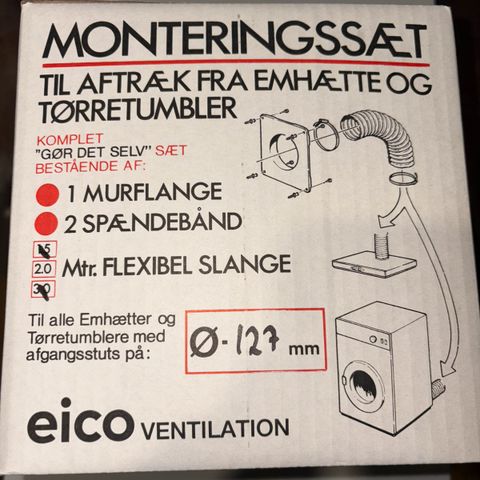 MONTERINGSSÆT
TIL AFTRÆK FRA EMHÆTTE OG
TØRRETUMBLER
KOMPLET
"GØR DET SELV" SÆT
BESTÅENDE AF:
1 MURFLANGE
2 SPÆNDEBÅND
1.5
2.0 Mtr. FLEXIBEL SLANGE
3.0
Til alle Emhætter og
Tørretumblere med
afgangsstuts på:
Ø-127 mm
eico VENTILATION